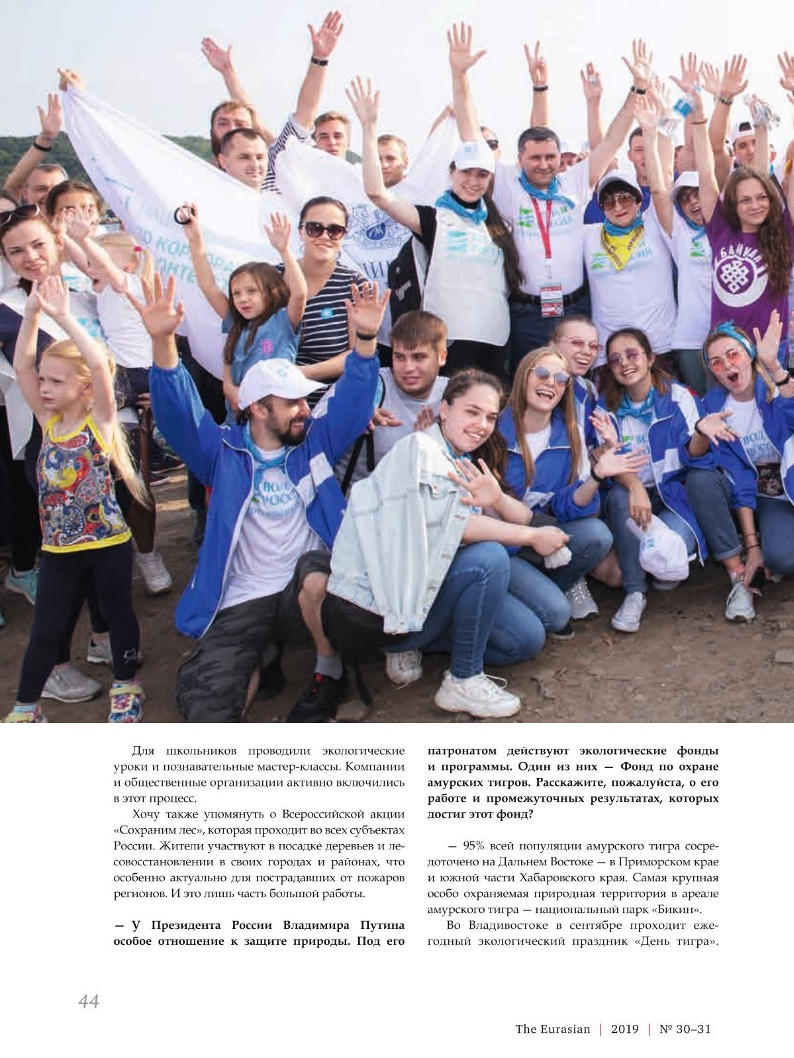 БАЙКАЛ
ВОДА
РОССИИ
Для школьников проводили экологические
уроки и познавательные мастер-классы. Компании
и общественные организации активно включились
в этот процесс.
Хочу также упомянуть о Всероссийской акции
«Сохраним лес», которая проходит во всех субъектах
России. Жители участвуют в посадке деревьев и ле-
совосстановлении в своих городах и районах, что
особенно актуально для пострадавших от пожаров
регионов. И это лишь часть большой работы.
— У Президента России Владимира Путина
особое отношение к защите природы. Под его
патронатом действуют экологические фонды
и программы. Один из них — Фонд по охране
амурских тигров. Расскажите, пожалуйста, о его
работе и промежуточных результатах, которых
достиг этот фонд?
— 95% всей популяции амурского тигра сосре-
доточено на Дальнем Востоке — в Приморском крае
и южной части Хабаровского края. Самая крупная
особо охраняемая природная территория в ареале
амурского тигра — национальный парк «Бикин».
Во Владивостоке в сентябре проходит еже-
годный экологический праздник «День тигра».
44
The Eurasian | 2019 | № 30–31